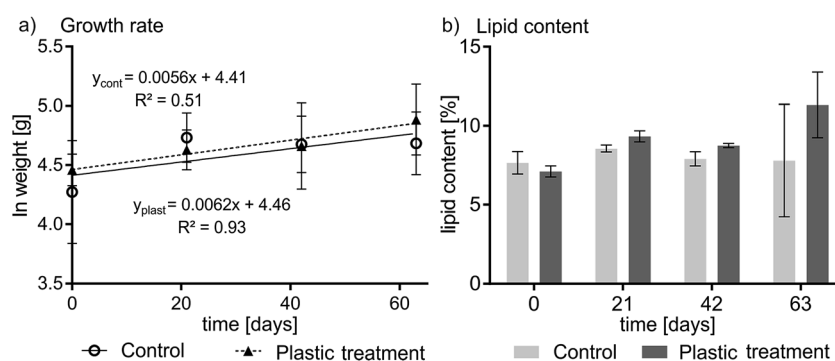 a) Growth rate
5.5
5.0
4.5
4.0
3.5
ln weight [g]
y_cont = 0.0056x + 4.41
R² = 0.51
y_plast = 0.0062x + 4.46
R² = 0.93
0 20 40 60
time [days]
Control Plastic treatment
b) Lipid content
15
10
5
0
lipid content [%]
0 21 42 63
time [days]
Control Plastic treatment